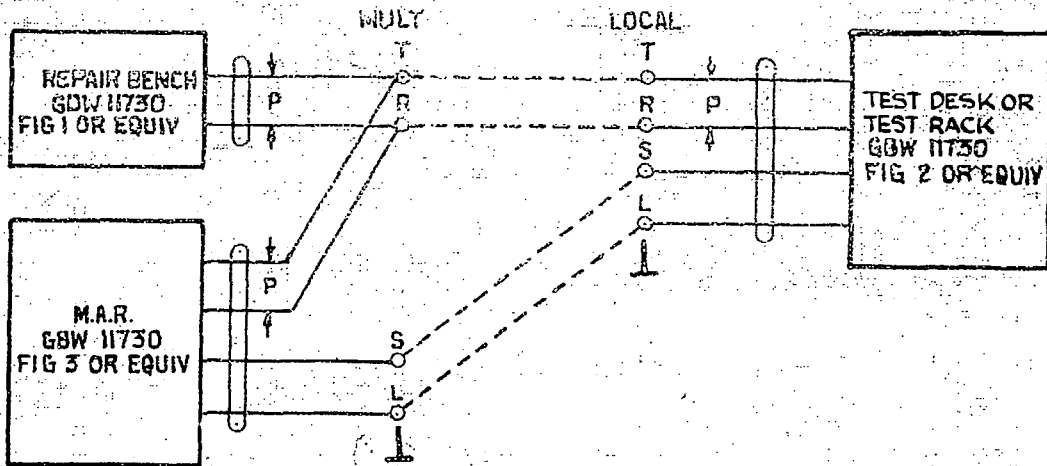 MULT
LOCAL
T
T
REPAIR BENCH
GBW 11730
FIG 1 OR EQUIV
P
R
R
P
TEST DESK OR
TEST RACK
GBW 11730
FIG 2 OR EQUIV
S
L
P
M.A.R.
GBW 11730
FIG 3 OR EQUIV
S
L